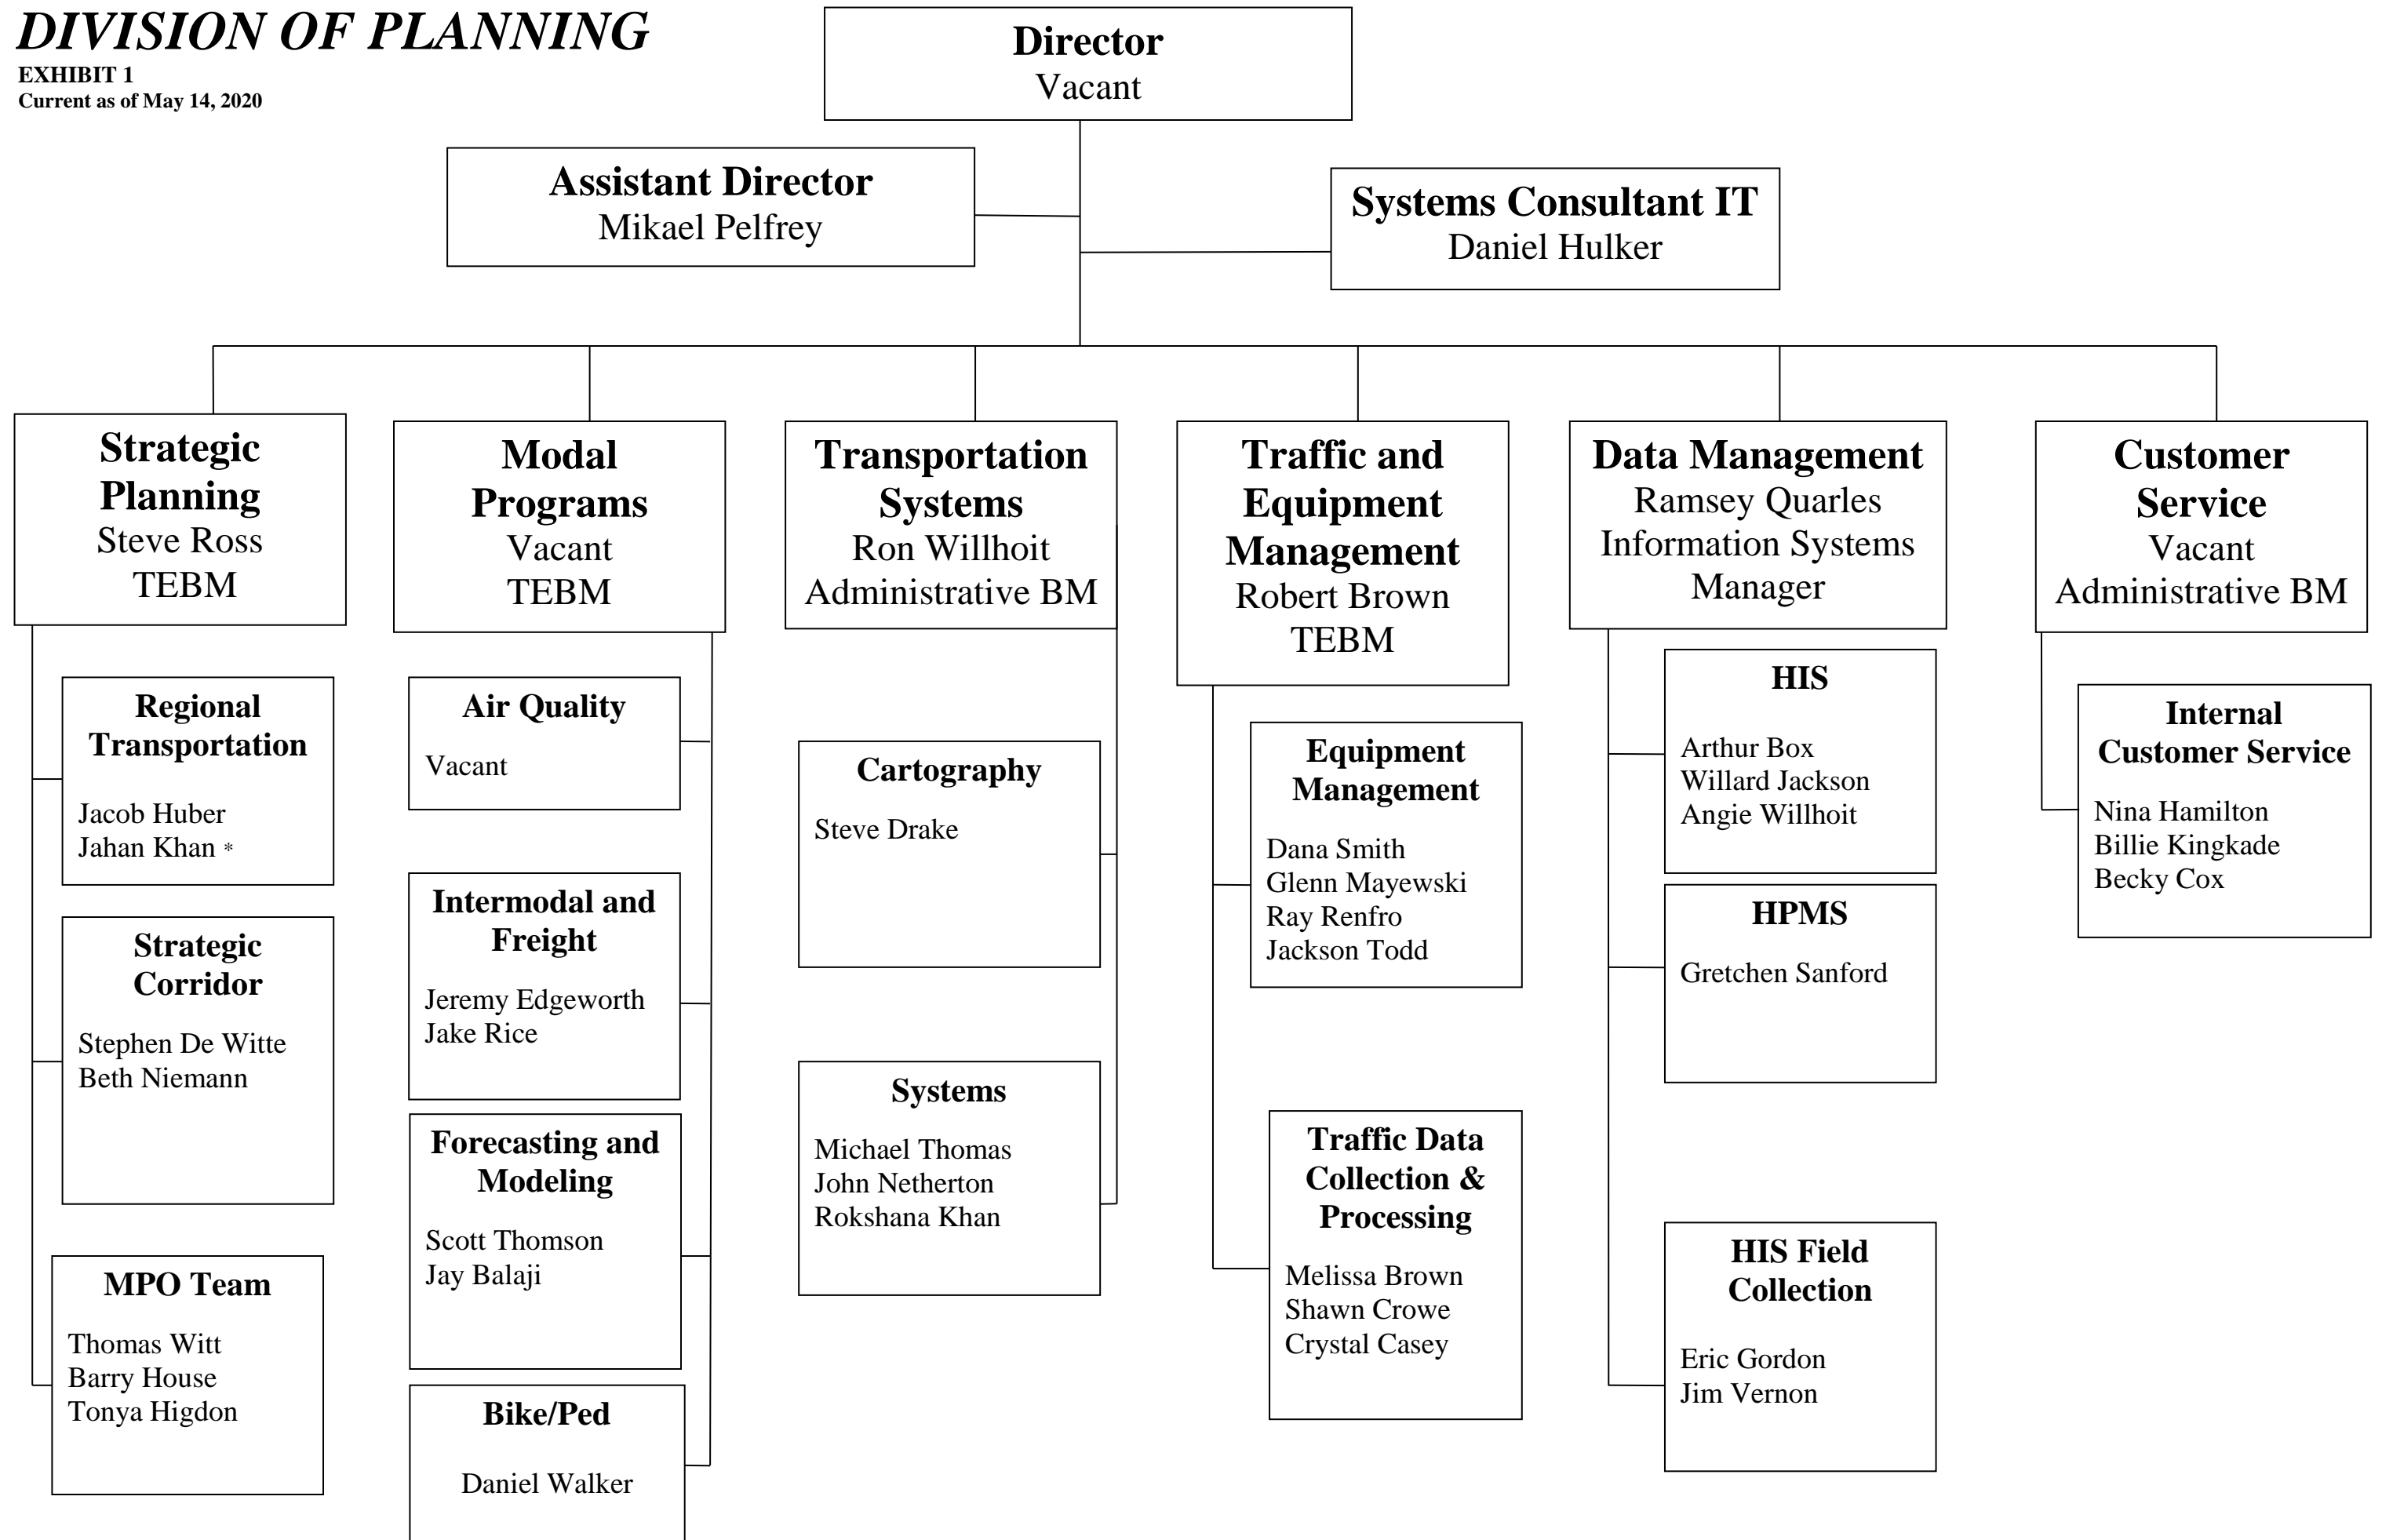 DIVISION OF PLANNING
EXHIBIT 1
Current as of May 14, 2020
Director
Vacant
Assistant Director
Mikael Pelfrey
Systems Consultant IT
Daniel Hulker
Strategic
Planning
Steve Ross
TEBM
Regional
Transportation
Jacob Huber
Jahan Khan *
Strategic
Corridor
Stephen De Witte
Beth Niemann
MPO Team
Thomas Witt
Barry House
Tonya Higdon
Modal
Programs
Vacant
TEBM
Air Quality
Vacant
Intermodal and
Freight
Jeremy Edgeworth
Jake Rice
Forecasting and
Modeling
Scott Thomson
Jay Balaji
Bike/Ped
Daniel Walker
Transportation
Systems
Ron Willhoit
Administrative BM
Cartography
Steve Drake
Systems
Michael Thomas
John Netherton
Rokshana Khan
Traffic and
Equipment
Management
Robert Brown
TEBM
Equipment
Management
Dana Smith
Glenn Mayewski
Ray Renfro
Jackson Todd
Traffic Data
Collection &
Processing
Melissa Brown
Shawn Crowe
Crystal Casey
Data Management
Ramsey Quarles
Information Systems
Manager
HIS
Arthur Box
Willard Jackson
Angie Willhoit
HPMS
Gretchen Sanford
HIS Field
Collection
Eric Gordon
Jim Vernon
Customer
Service
Vacant
Administrative BM
Internal
Customer Service
Nina Hamilton
Billie Kingkade
Becky Cox